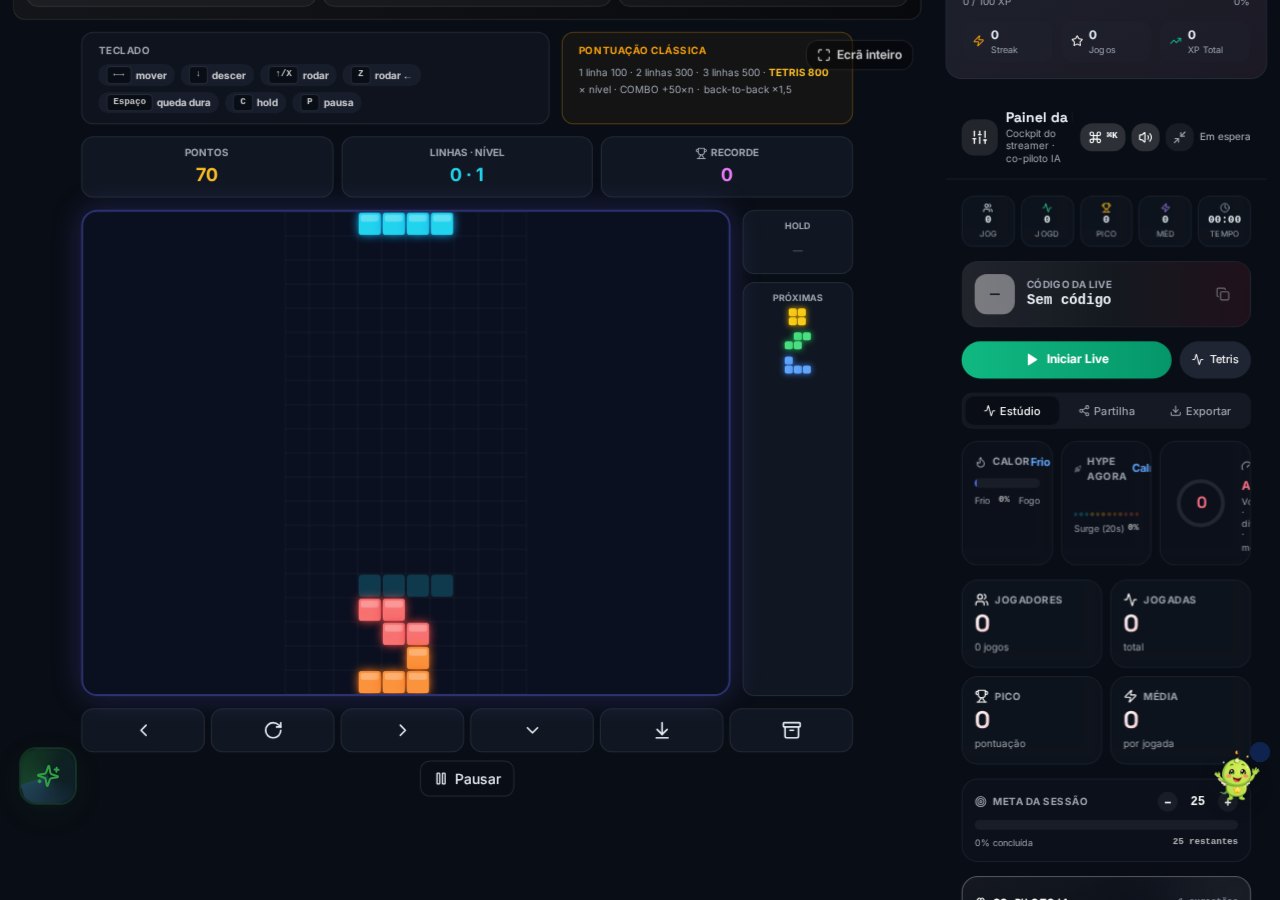 0 / 100 XP
0%
0
Streak
0
Jogos
0
XP Total
TECLADO
←→ mover
↓ descer
↑/X rodar
Z rodar ←
Espaço queda dura
C hold
P pausa
PONTUAÇÃO CLÁSSICA
1 linha 100 · 2 linhas 300 · 3 linhas 500 · TETRIS 800
× nível · COMBO +50×n · back-to-back ×1,5
Ecrã inteiro
PONTOS
70
LINHAS · NÍVEL
0 · 1
RECORDE
0
HOLD
—
PRÓXIMAS
Pausar
Painel da
Cockpit do
streamer ·
co-piloto IA
⌘K
Em espera
0
JOG
0
JOGD
0
PICO
0
MÉD
00:00
TEMPO
–
CÓDIGO DA LIVE
Sem código
Iniciar Live
Tetris
Estúdio
Partilha
Exportar
CALOR Frio
Frio 0% Fogo
HYPE
AGORA
Surge (20s) 0%
0
JOGADORES
0
0 jogos
JOGADAS
0
total
PICO
0
pontuação
MÉDIA
0
por jogada
META DA SESSÃO
– 25 +
0% concluída
25 restantes